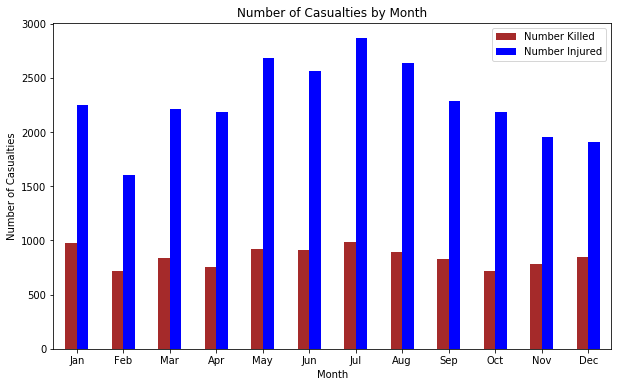 Number of Casualties by Month
Number Killed
Number Injured
Number of Casualties
3000
2500
2000
1500
1000
500
0
Jan Feb Mar Apr May Jun Jul Aug Sep Oct Nov Dec
Month